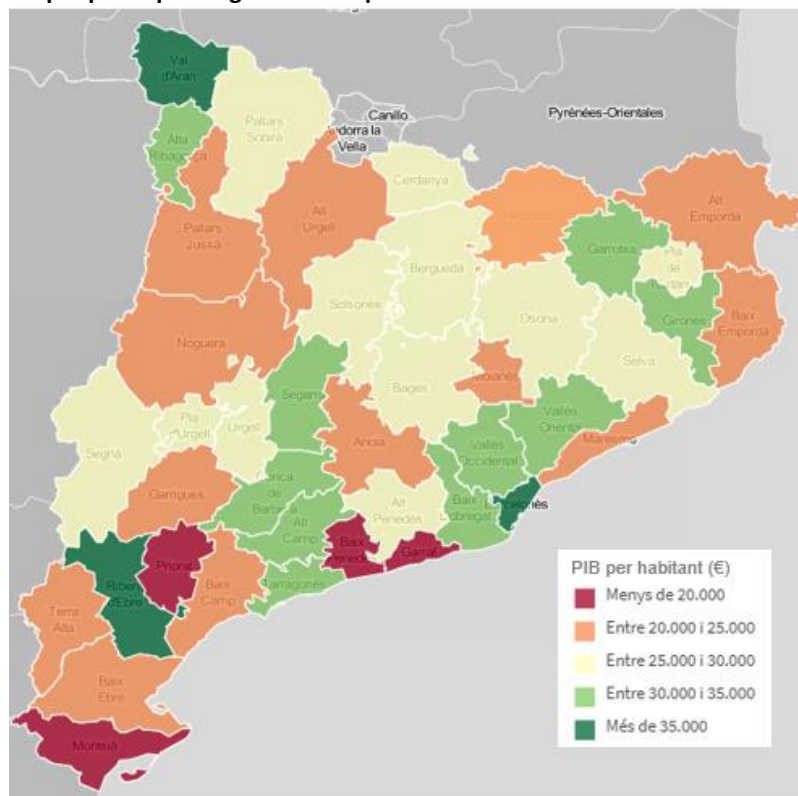 Val
d'Aran
Pallars
Sobirà
Canillo
Andorra la
Vella
Pyrénées-Orientales
Alta
Ribagorça
Cerdanya
Alt
Urgell
Alt
Empordà
Pallars
Jussà
Garrotxa
Pla
de
Berguedà
Solsonès
Osona
Gironès
Baix
Empordà
Noguera
Selva
Bages
Moianès
Segarra
Pla
d'Urgell
Urgell
Vallès
Oriental
Segrià
Anoia
Maresme
Vallès
Occidental
Garrigues
Conca
de
Barberà
Alt
Camp
Alt
Penedès
Baix
Llobregat
Barcelonès
Baix
Penedès
Garraf
Priorat
Ribera
d'Ebre
Baix
Camp
Tarragonès
Terra
Alta
Baix
Ebre
Montsià
PIB per habitant (€)
Menys de 20.000
Entre 20.000 i 25.000
Entre 25.000 i 30.000
Entre 30.000 i 35.000
Més de 35.000